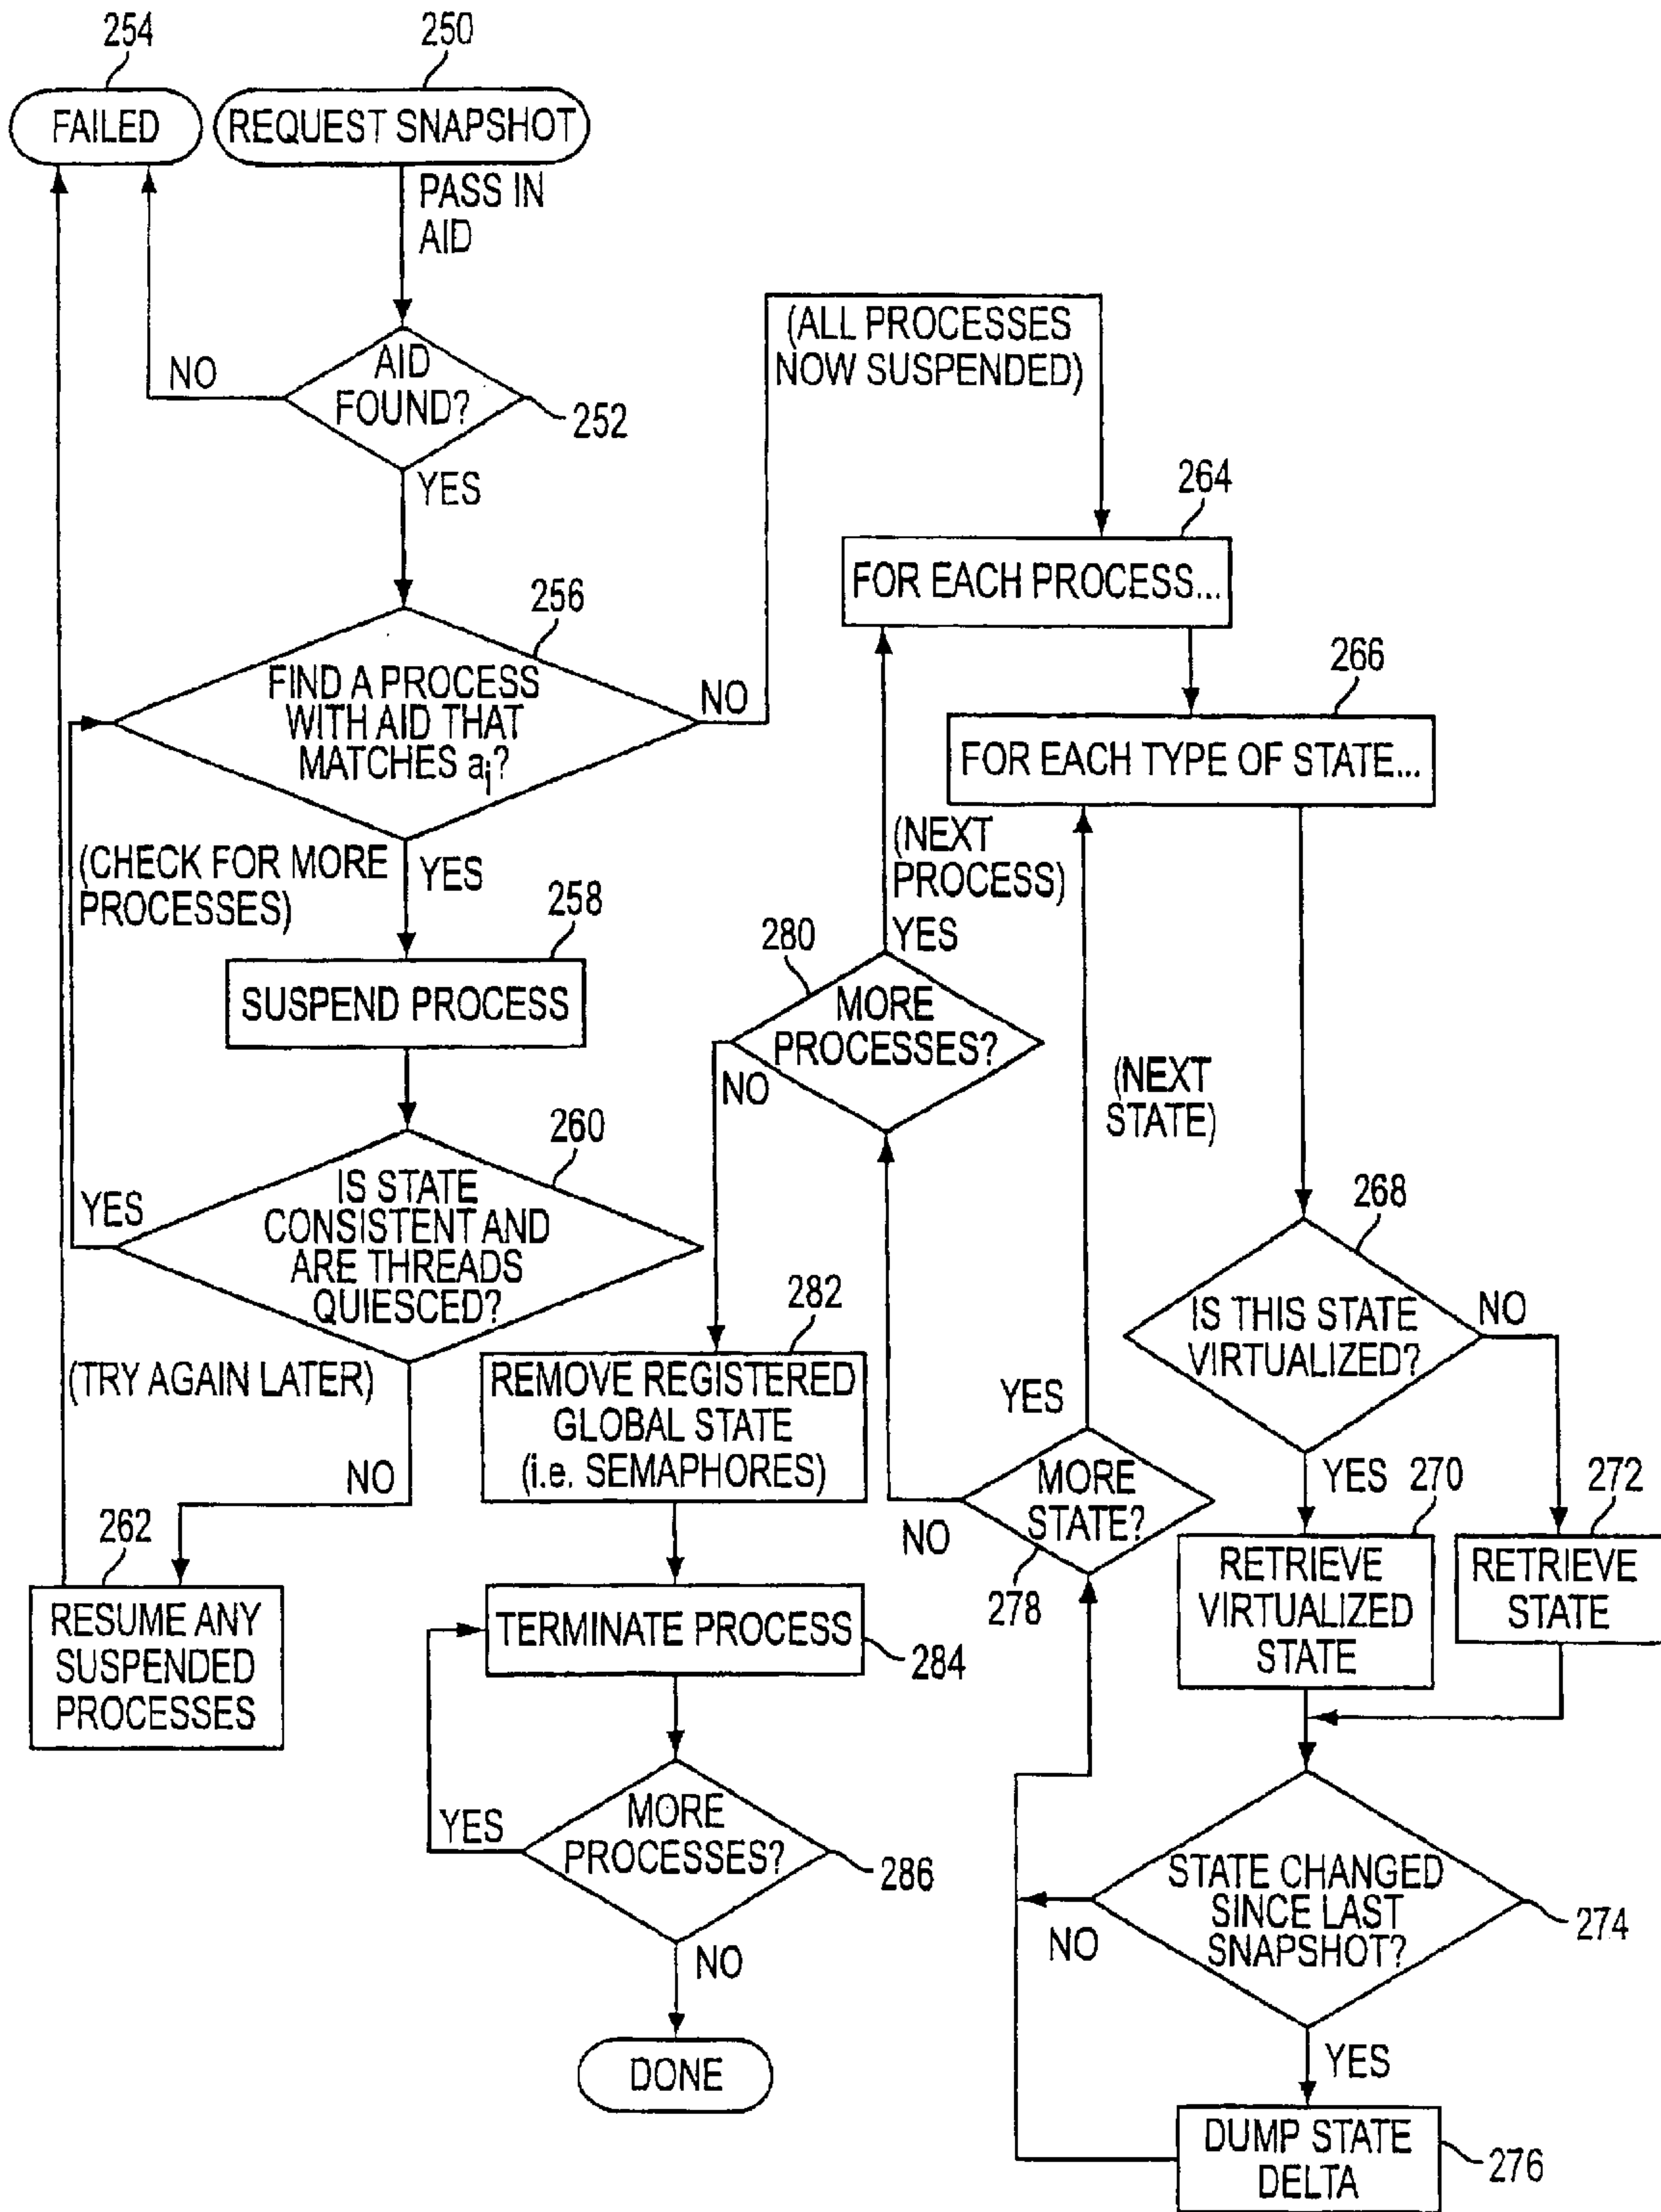 254
250
FAILED
REQUEST SNAPSHOT
PASS IN
AID
NO
AID
FOUND?
252
YES
(ALL PROCESSES
NOW SUSPENDED)
264
FOR EACH PROCESS...
256
FIND A PROCESS
WITH AID THAT
MATCHES ai?
NO
266
FOR EACH TYPE OF STATE...
(CHECK FOR MORE
PROCESSES)
YES
258
SUSPEND PROCESS
(NEXT
PROCESS)
YES
280
MORE
PROCESSES?
NO
(NEXT
STATE)
260
YES
IS STATE
CONSISTENT AND
ARE THREADS
QUIESCED?
268
IS THIS STATE
VIRTUALIZED?
NO
(TRY AGAIN LATER)
NO
282
REMOVE REGISTERED
GLOBAL STATE
(i.e. SEMAPHORES)
YES
MORE
STATE?
NO
278
YES
270
272
RETRIEVE
VIRTUALIZED
STATE
RETRIEVE
STATE
262
RESUME ANY
SUSPENDED
PROCESSES
TERMINATE PROCESS
284
YES
MORE
PROCESSES?
286
NO
DONE
STATE CHANGED
SINCE LAST
SNAPSHOT?
274
NO
YES
DUMP STATE
DELTA
276